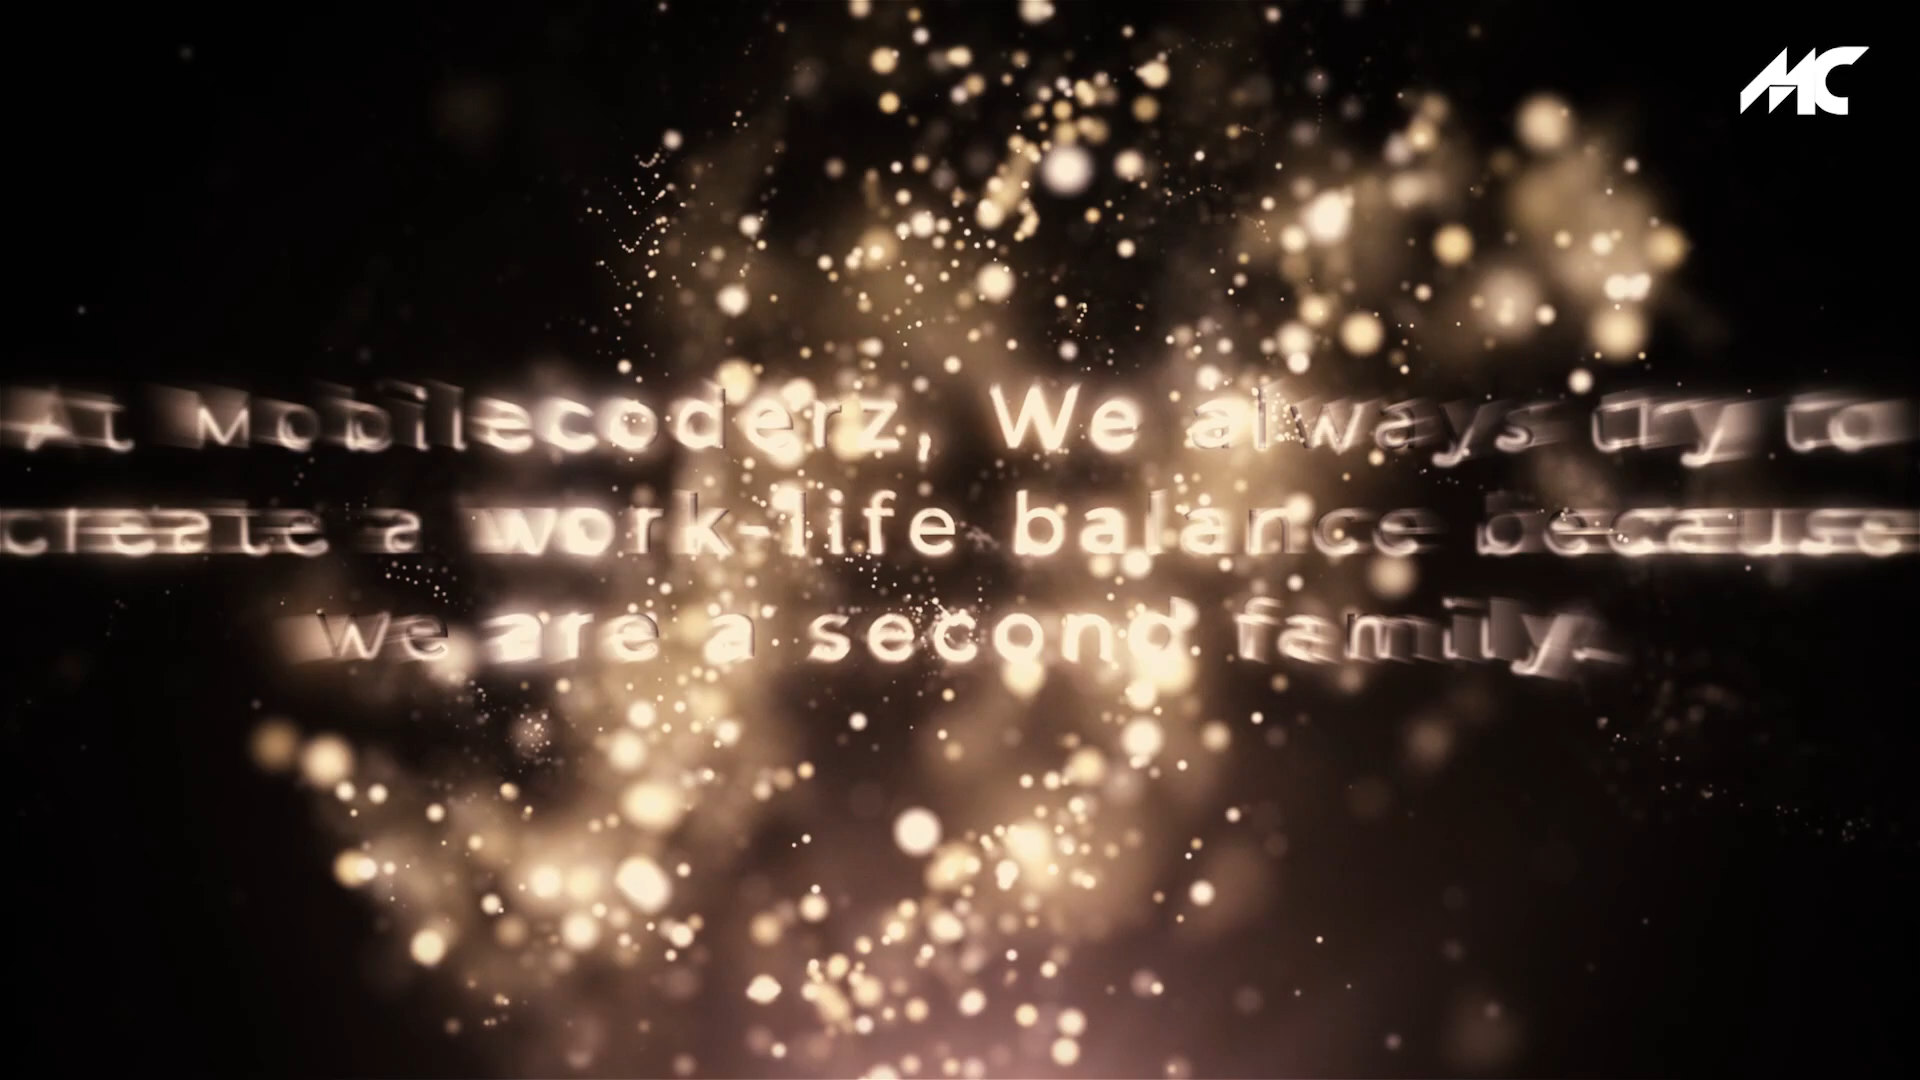 MC
At Mobilecoderz, We always try to
create a work-life balance because
we are a second family.